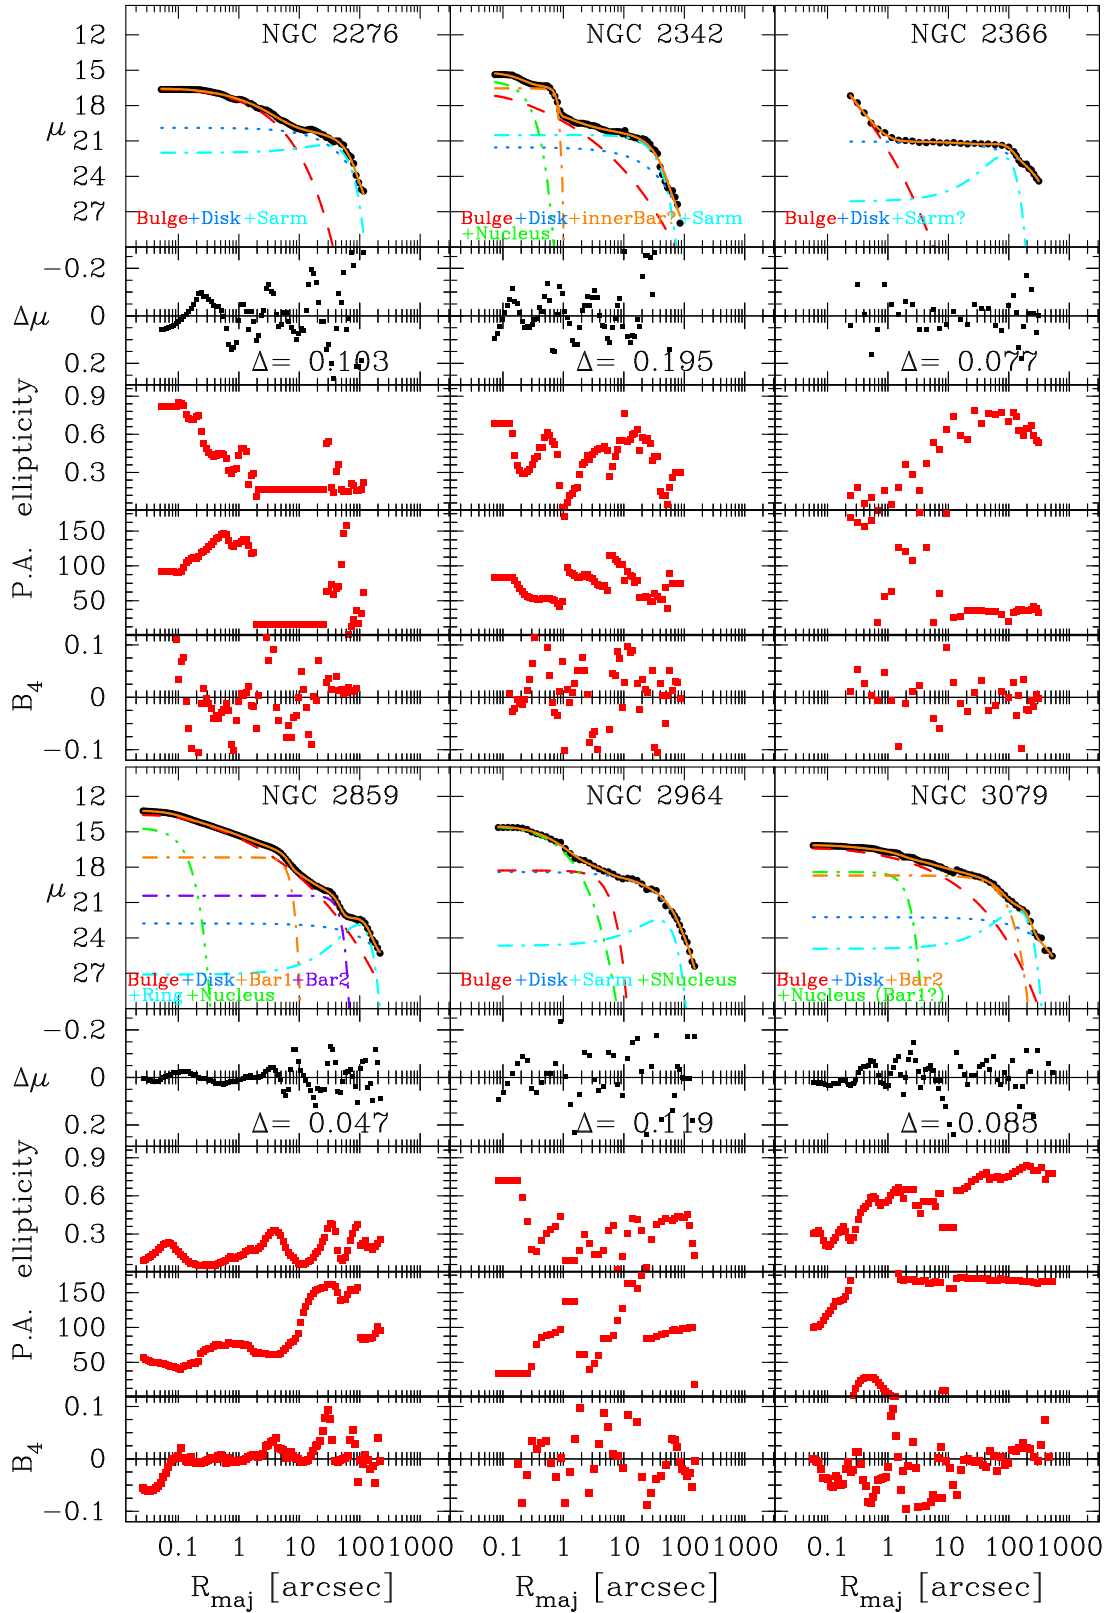 NGC 2276 NGC 2342 NGC 2366
12
15
18
μ
21
24
27
Bulge+Disk+Sarm Bulge+Disk+innerBar?+Sarm Bulge+Disk+Sarm?
+Nucleus
−0.2
Δμ 0
0.2
Δ= 0.103 Δ= 0.195 Δ= 0.077
ellipticity
0.9
0.6
0.3
P.A.
150
100
50
B4
0.1
0
−0.1
NGC 2859 NGC 2964 NGC 3079
12
15
18
μ
21
24
27
Bulge+Disk+Bar1+Bar2 Bulge+Disk+Sarm+SNucleus Bulge+Disk+Bar2
+Ring+Nucleus +Nucleus (Bar1?)
−0.2
Δμ 0
0.2
Δ= 0.047 Δ= 0.119 Δ= 0.085
ellipticity
0.9
0.6
0.3
P.A.
150
100
50
B4
0.1
0
−0.1
0.1 1 10 100 1000 0.1 1 10 100 1000 0.1 1 10 100 1000
Rmaj [arcsec] Rmaj [arcsec] Rmaj [arcsec]